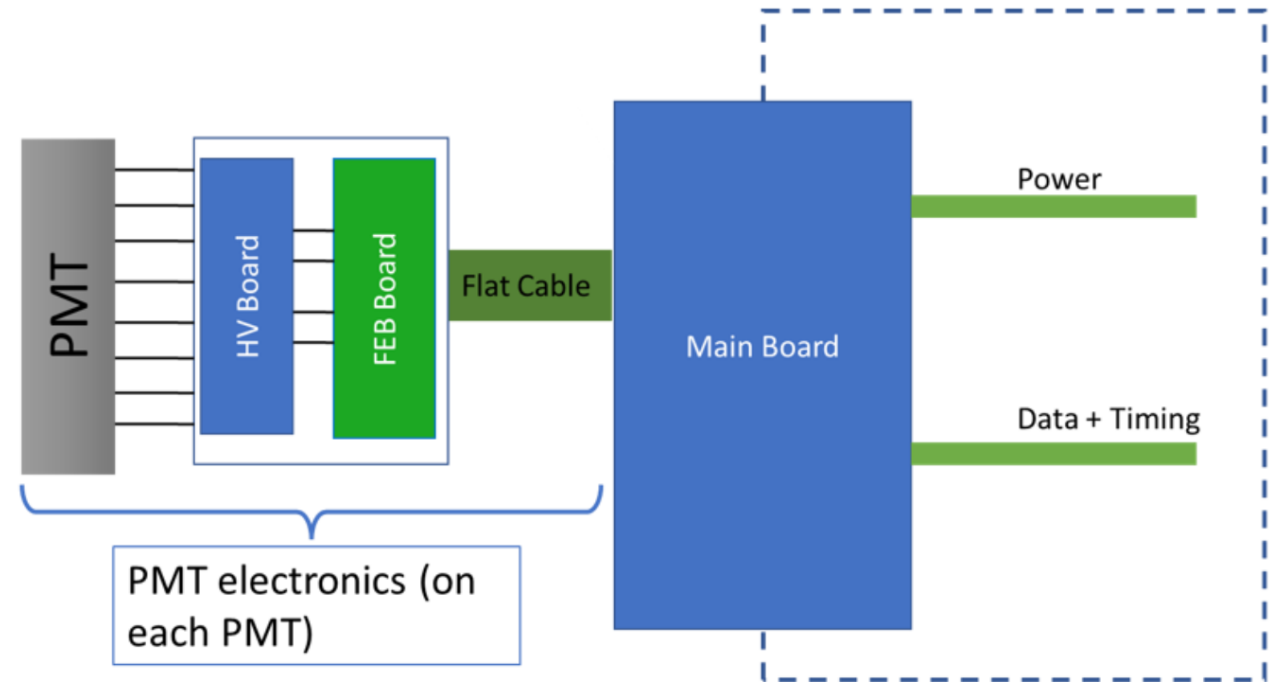 PMT
HV Board
FEB Board
Flat Cable
Main Board
Power
Data + Timing
PMT electronics (on
each PMT)